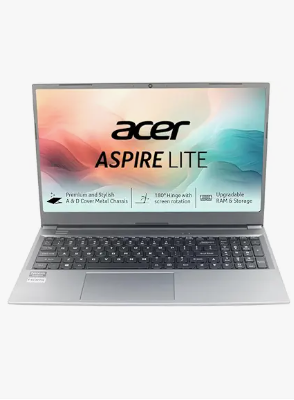 acer
ASPIRE LITE
Premium and Stylish
A & D Cover Metal Chassis
180° Hinge with
screen rotation
Upgradable
RAM & Storage